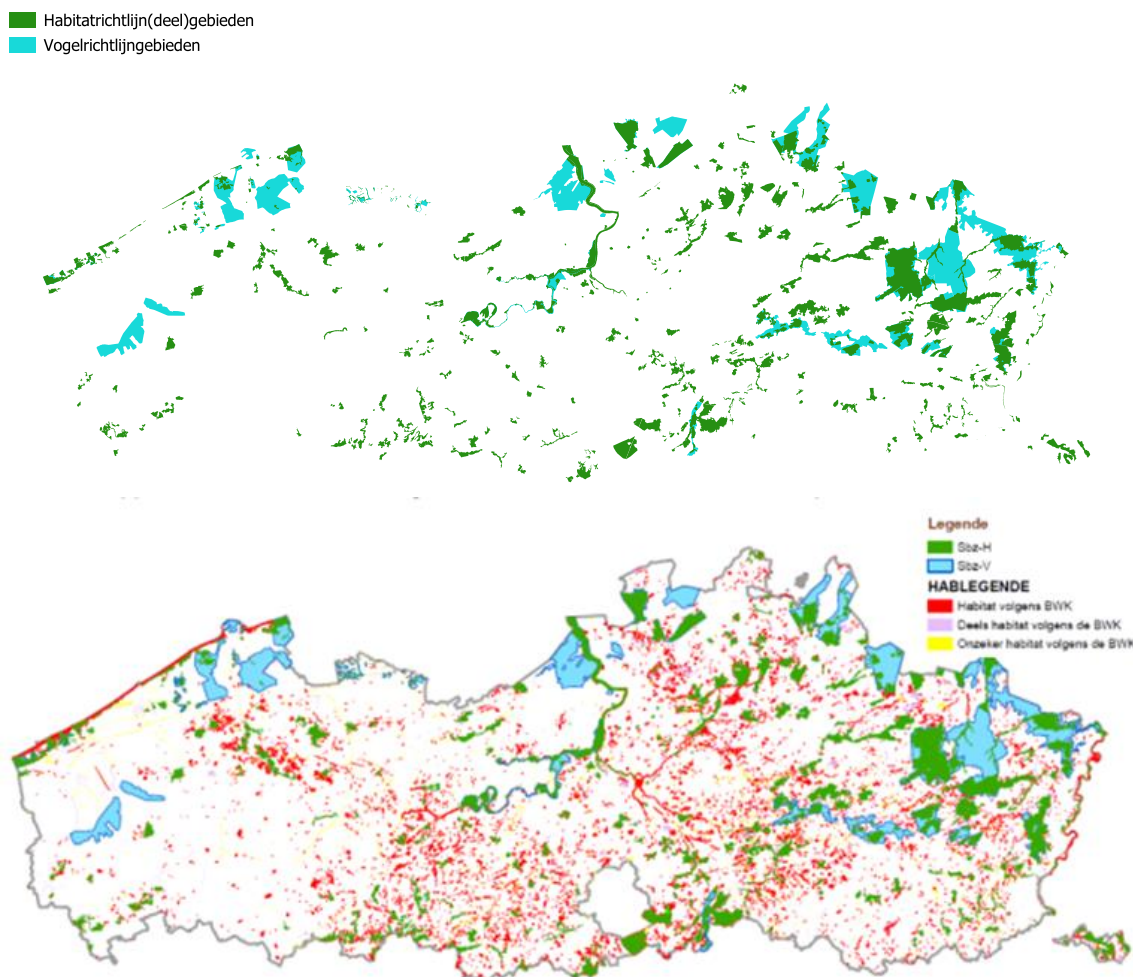 Habitatrichtlijn(deel)gebieden
Vogelrichtlijngebieden
Legende
Sbz-H
Sbz-V
HABLEGENDE
Habitat volgens BWK
Deels habitat volgens de BWK
Onzeker habitat volgens de BWK